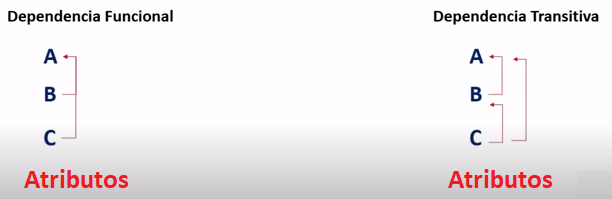 Dependencia Funcional
A
B
C
Atributos
Dependencia Transitiva
A
B
C
Atributos